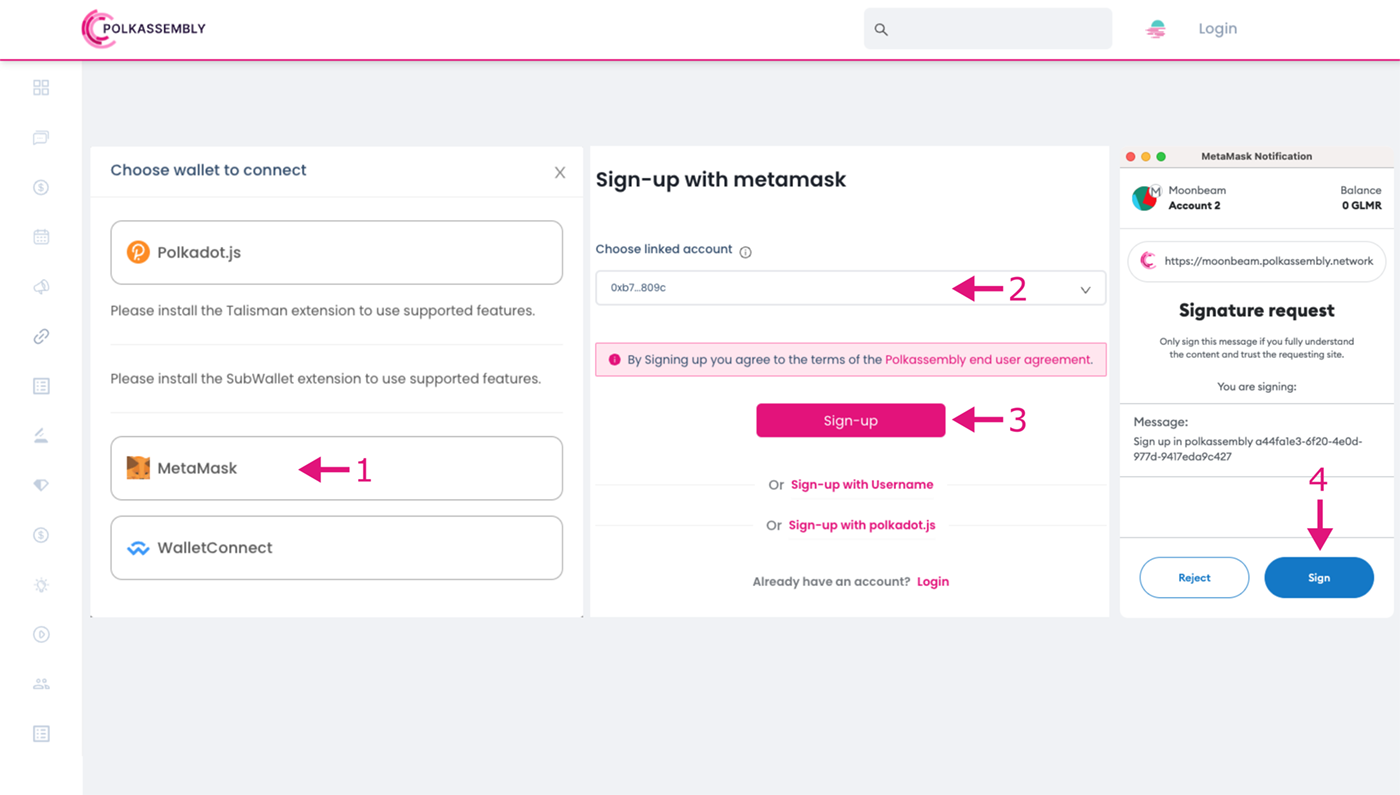 POLKASSEMBLY
Login
Choose wallet to connect
X
Polkadot.js
Please install the Talisman extension to use supported features.
Please install the SubWallet extension to use supported features.
MetaMask
1
WalletConnect
Sign-up with metamask
Choose linked account
0xb7...809c
2
By Signing up you agree to the terms of the Polkassembly end user agreement.
Sign-up
3
Or Sign-up with Username
Or Sign-up with polkadot.js
Already have an account? Login
MetaMask Notification
M
Moonbeam
Account 2
Balance
0 GLMR
https://moonbeam.polkassembly.network
Signature request
Only sign this message if you fully understand
the content and trust the requesting site.
You are signing:
Message:
Sign up in polkassembly a44fa1e3-6f20-4e0d-
977d-9417eda9c427
4
Reject
Sign